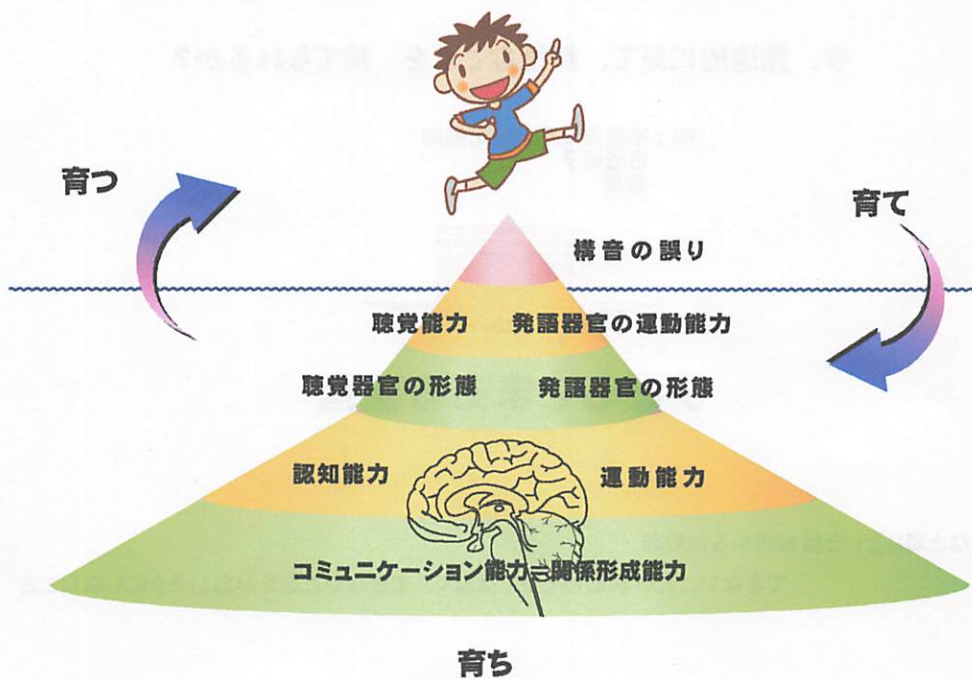 育つ
育て
構音の誤り
聴覚能力 発語器官の運動能力
聴覚器官の形態 発語器官の形態
認知能力 運動能力
コミュニケーション能力=関係形成能力
育ち